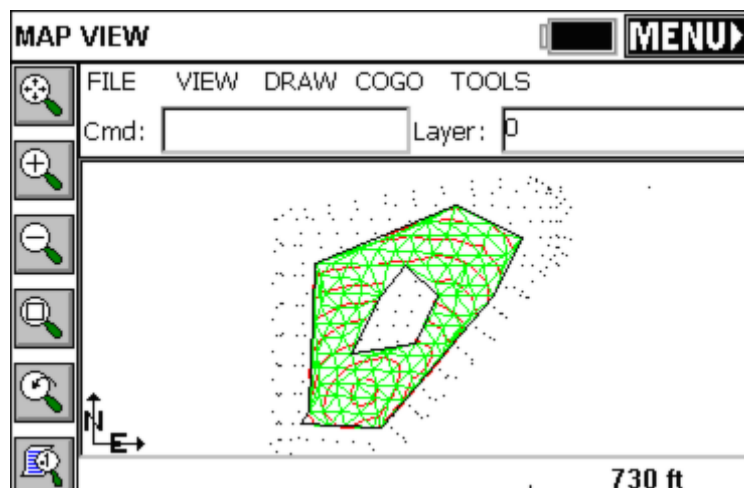 MAP VIEW
MENU
FILE VIEW DRAW COGO TOOLS
Cmd: Layer: 0
N
E
730 ft